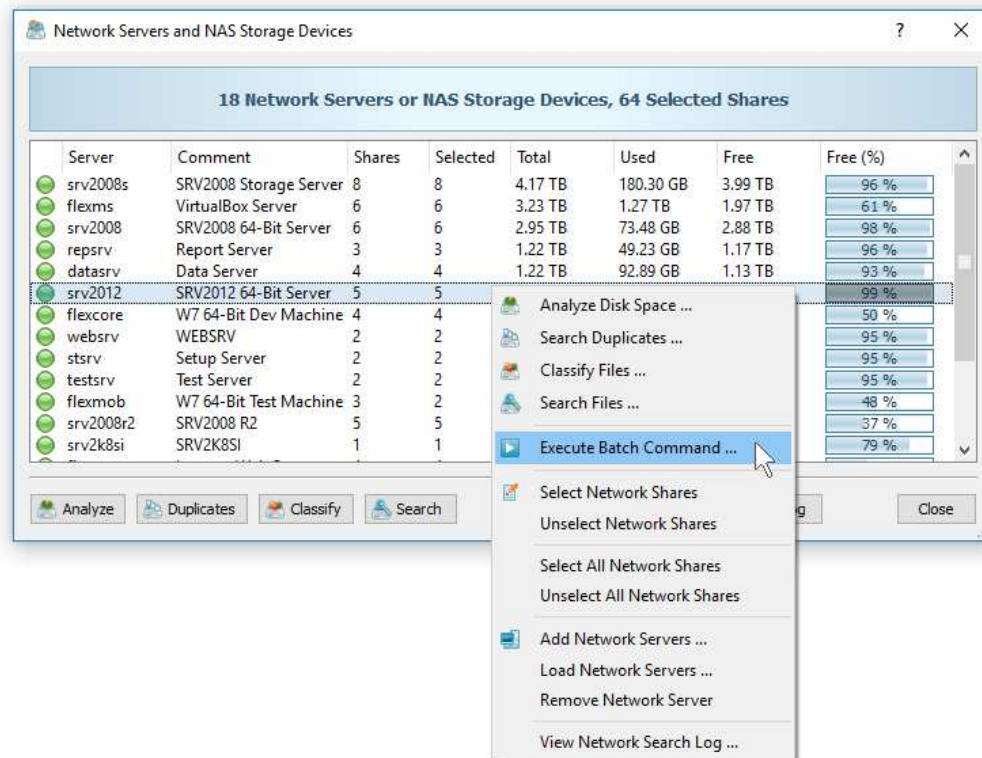 Network Servers and NAS Storage Devices
?
18 Network Servers or NAS Storage Devices, 64 Selected Shares
Server Comment Shares Selected Total Used Free Free (%)
srv2008s SRV2008 Storage Server 8 8 4.17 TB 180.30 GB 3.99 TB 96 %
flexms VirtualBox Server 6 6 3.23 TB 1.27 TB 1.97 TB 61 %
srv2008 SRV2008 64-Bit Server 6 6 2.95 TB 73.48 GB 2.88 TB 98 %
repsrv Report Server 3 3 1.22 TB 49.23 GB 1.17 TB 96 %
datasrv Data Server 4 4 1.22 TB 92.89 GB 1.13 TB 93 %
srv2012 SRV2012 64-Bit Server 5 5 99 %
flexcore W7 64-Bit Dev Machine 4 4 50 %
websrv WEBSRV 2 2 95 %
stsrv Setup Server 2 2 95 %
testsrv Test Server 2 2 95 %
flexmob W7 64-Bit Test Machine 3 2 48 %
srv2008r2 SRV2008 R2 5 5 37 %
srv2k8si SRV2K8SI 1 1 79 %
Analyze Duplicates Classify Search Close
Analyze Disk Space ...
Search Duplicates ...
Classify Files ...
Search Files ...
Execute Batch Command ...
Select Network Shares
Unselect Network Shares
Select All Network Shares
Unselect All Network Shares
Add Network Servers ...
Load Network Servers ...
Remove Network Server
View Network Search Log ...